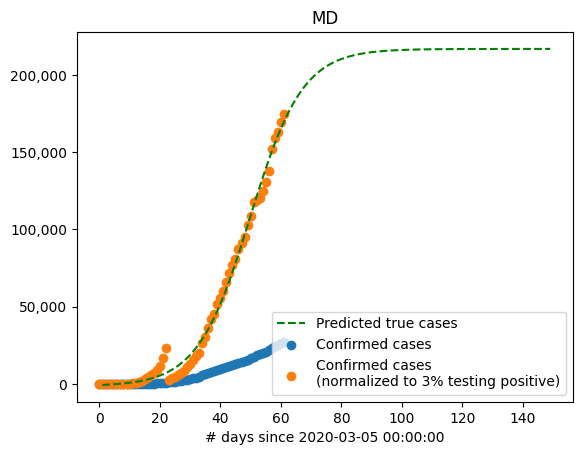 MD
200,000
150,000
100,000
50,000
0
Predicted true cases
Confirmed cases
Confirmed cases
(normalized to 3% testing positive)
0 20 40 60 80 100 120 140
# days since 2020-03-05 00:00:00